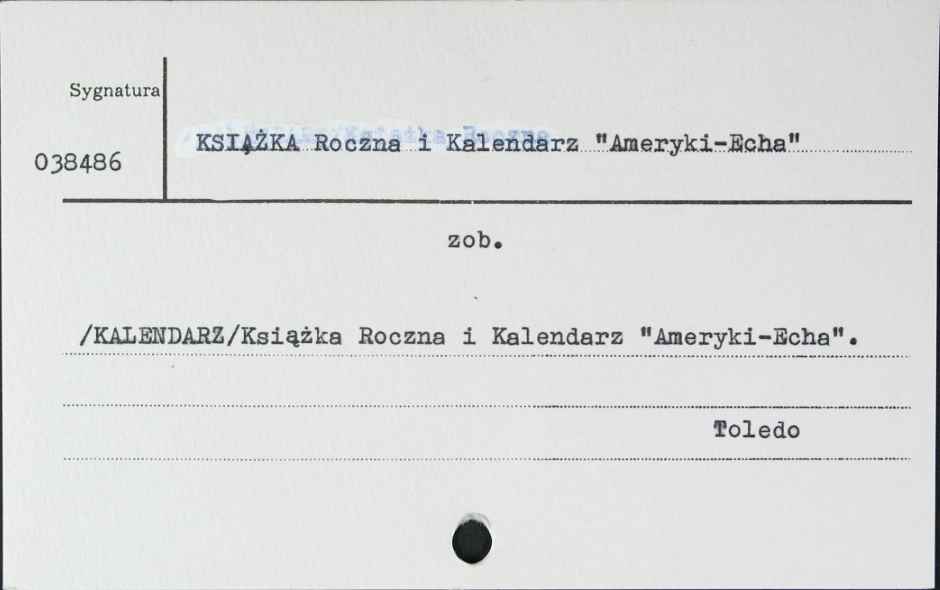 Sygnatura
KSIĄŻKA Roczna i Kalendarz "Ameryki-Echa"
038486
zob.
/KALENDARZ/Książka Roczna i Kalendarz "Ameryki-Echa".
Toledo